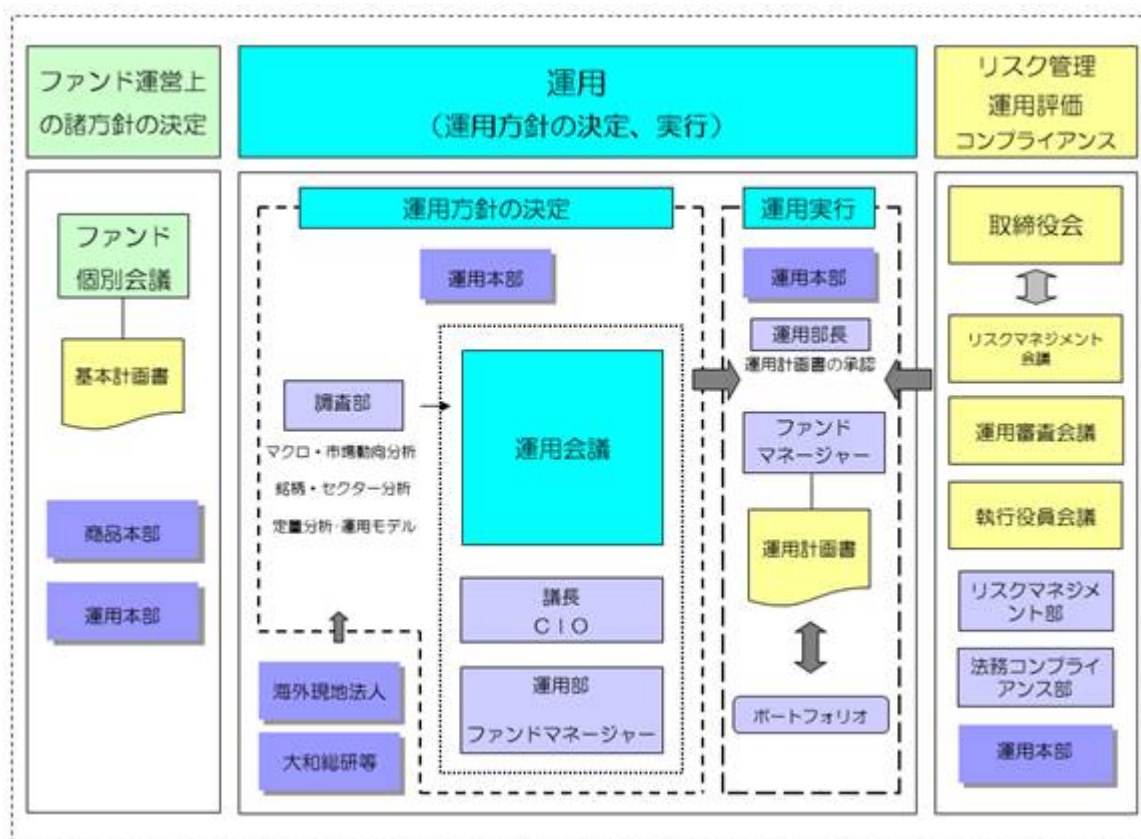 ファンド運営上
の諸方針の決定
運用
（運用方針の決定、実行）
リスク管理
運用評価
コンプライアンス
ファンド
個別会議
基本計画書
商品本部
運用本部
運用方針の決定
運用本部
調査部
マクロ・市場動向分析
銘柄・セクター分析
定量分析・運用モデル
運用会議
議長
ＣＩＯ
運用部
ファンドマネージャー
海外現地法人
大和総研等
運用実行
運用本部
運用部長
運用計画書の承認
ファンド
マネージャー
運用計画書
ポートフォリオ
取締役会
リスクマネジメント
会議
運用審査会議
執行役員会議
リスクマネジメ
ント部
法務コンプライ
アンス部
運用本部